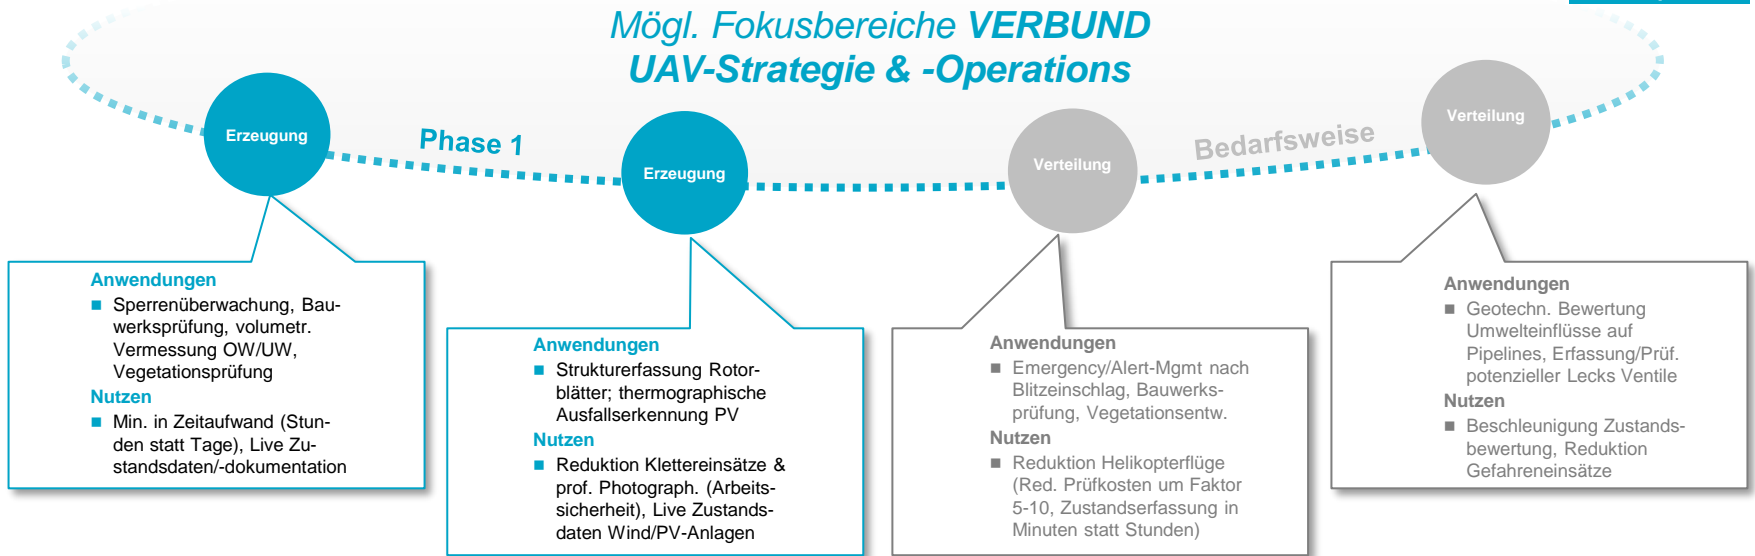 Mögl. Fokusbereiche VERBUND
UAV-Strategie & -Operations
Erzeugung
Phase 1
Erzeugung
Verteilung
Bedarfsweise
Verteilung
Anwendungen
Sperrenüberwachung, Bau-
werksprüfung, volumetr.
Vermessung OW/UW,
Vegetationsprüfung
Nutzen
Min. in Zeitaufwand (Stun-
den statt Tage), Live Zu-
standsdaten/-dokumentation
Anwendungen
Strukturerfassung Rotor-
blätter; thermographische
Ausfallserkennung PV
Nutzen
Reduktion Klettereinsätze &
prof. Photograph. (Arbeits-
sicherheit), Live Zustands-
daten Wind/PV-Anlagen
Anwendungen
Emergency/Alert-Mgmt nach
Blitzeinschlag, Bauwerks-
prüfung, Vegetationsentw.
Nutzen
Reduktion Helikopterflüge
(Red. Prüfkosten um Faktor
5-10, Zustandserfassung in
Minuten statt Stunden)
Anwendungen
Geotechn. Bewertung
Umwelteinflüsse auf
Pipelines, Erfassung/Prüf.
potenzieller Lecks Ventile
Nutzen
Beschleunigung Zustands-
bewertung, Reduktion
Gefahreneinsätze